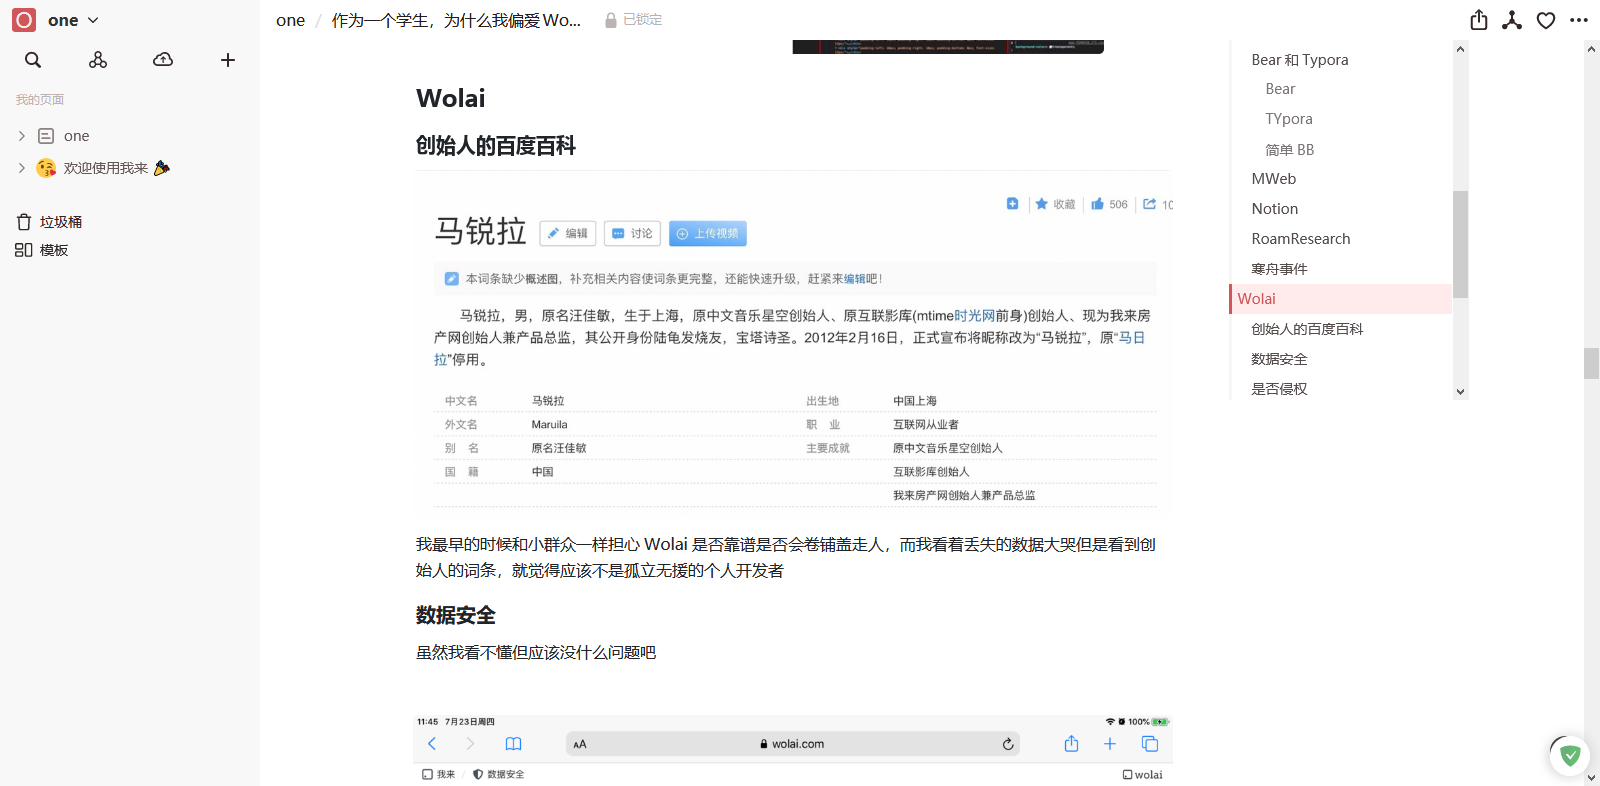 one
one / 作为一个学生，为什么我偏爱 Wo... 已锁定
我的页面
one
欢迎使用我来
垃圾桶
模板
Wolai
创始人的百度百科
收藏 506 10
马锐拉 编辑 讨论 上传视频
本词条缺少概述图，补充相关内容使词条更完整，还能快速升级，赶紧来编辑吧！
马锐拉，男，原名汪佳敏，生于上海，原中文音乐星空创始人、原互联影库(mtime时光网前身)创始人、现为我来房
产网创始人兼产品总监，其公开身份陆龟发烧友，宝塔诗圣。2012年2月16日，正式宣布将昵称改为“马锐拉”，原“马日
拉”停用。
中文名 马锐拉 出生地 中国上海
外文名 Maruila 职 业 互联网从业者
别 名 原名汪佳敏 主要成就 原中文音乐星空创始人
国 籍 中国 互联影库创始人
我来房产网创始人兼产品总监
我最早的时候和小群众一样担心 Wolai 是否靠谱是否会卷铺盖走人，而我看着丢失的数据大哭但是看到创
始人的词条，就觉得应该不是孤立无援的个人开发者
数据安全
虽然我看不懂但应该没什么问题吧
11:45 7月23日周四 100%
AA wolai.com
我来 / 数据安全 wolai
Bear 和 Typora
Bear
TYpora
简单 BB
MWeb
Notion
RoamResearch
寒舟事件
Wolai
创始人的百度百科
数据安全
是否侵权